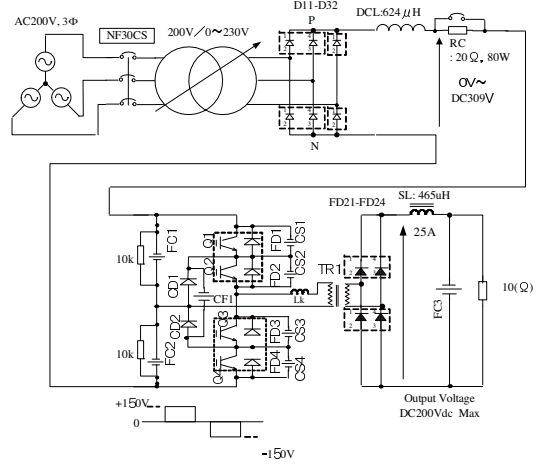 D11-D32
AC200V, 3Φ
NF30CS
200V/0~230V
P
DCL:624μH
RC
:20Ω, 80W
0V~
DC309V
N
FD21-FD24
SL: 465uH
25A
10k
FC1
CD1
CF1
Q1
Q2
FD1
FD2
CS1
CS2
TR1
Lk
10k
FC2
CD2
Q3
Q4
FD3
FD4
CS3
CS4
FC3
10(Ω)
Output Voltage
DC200Vdc Max
+150V
0
-150V